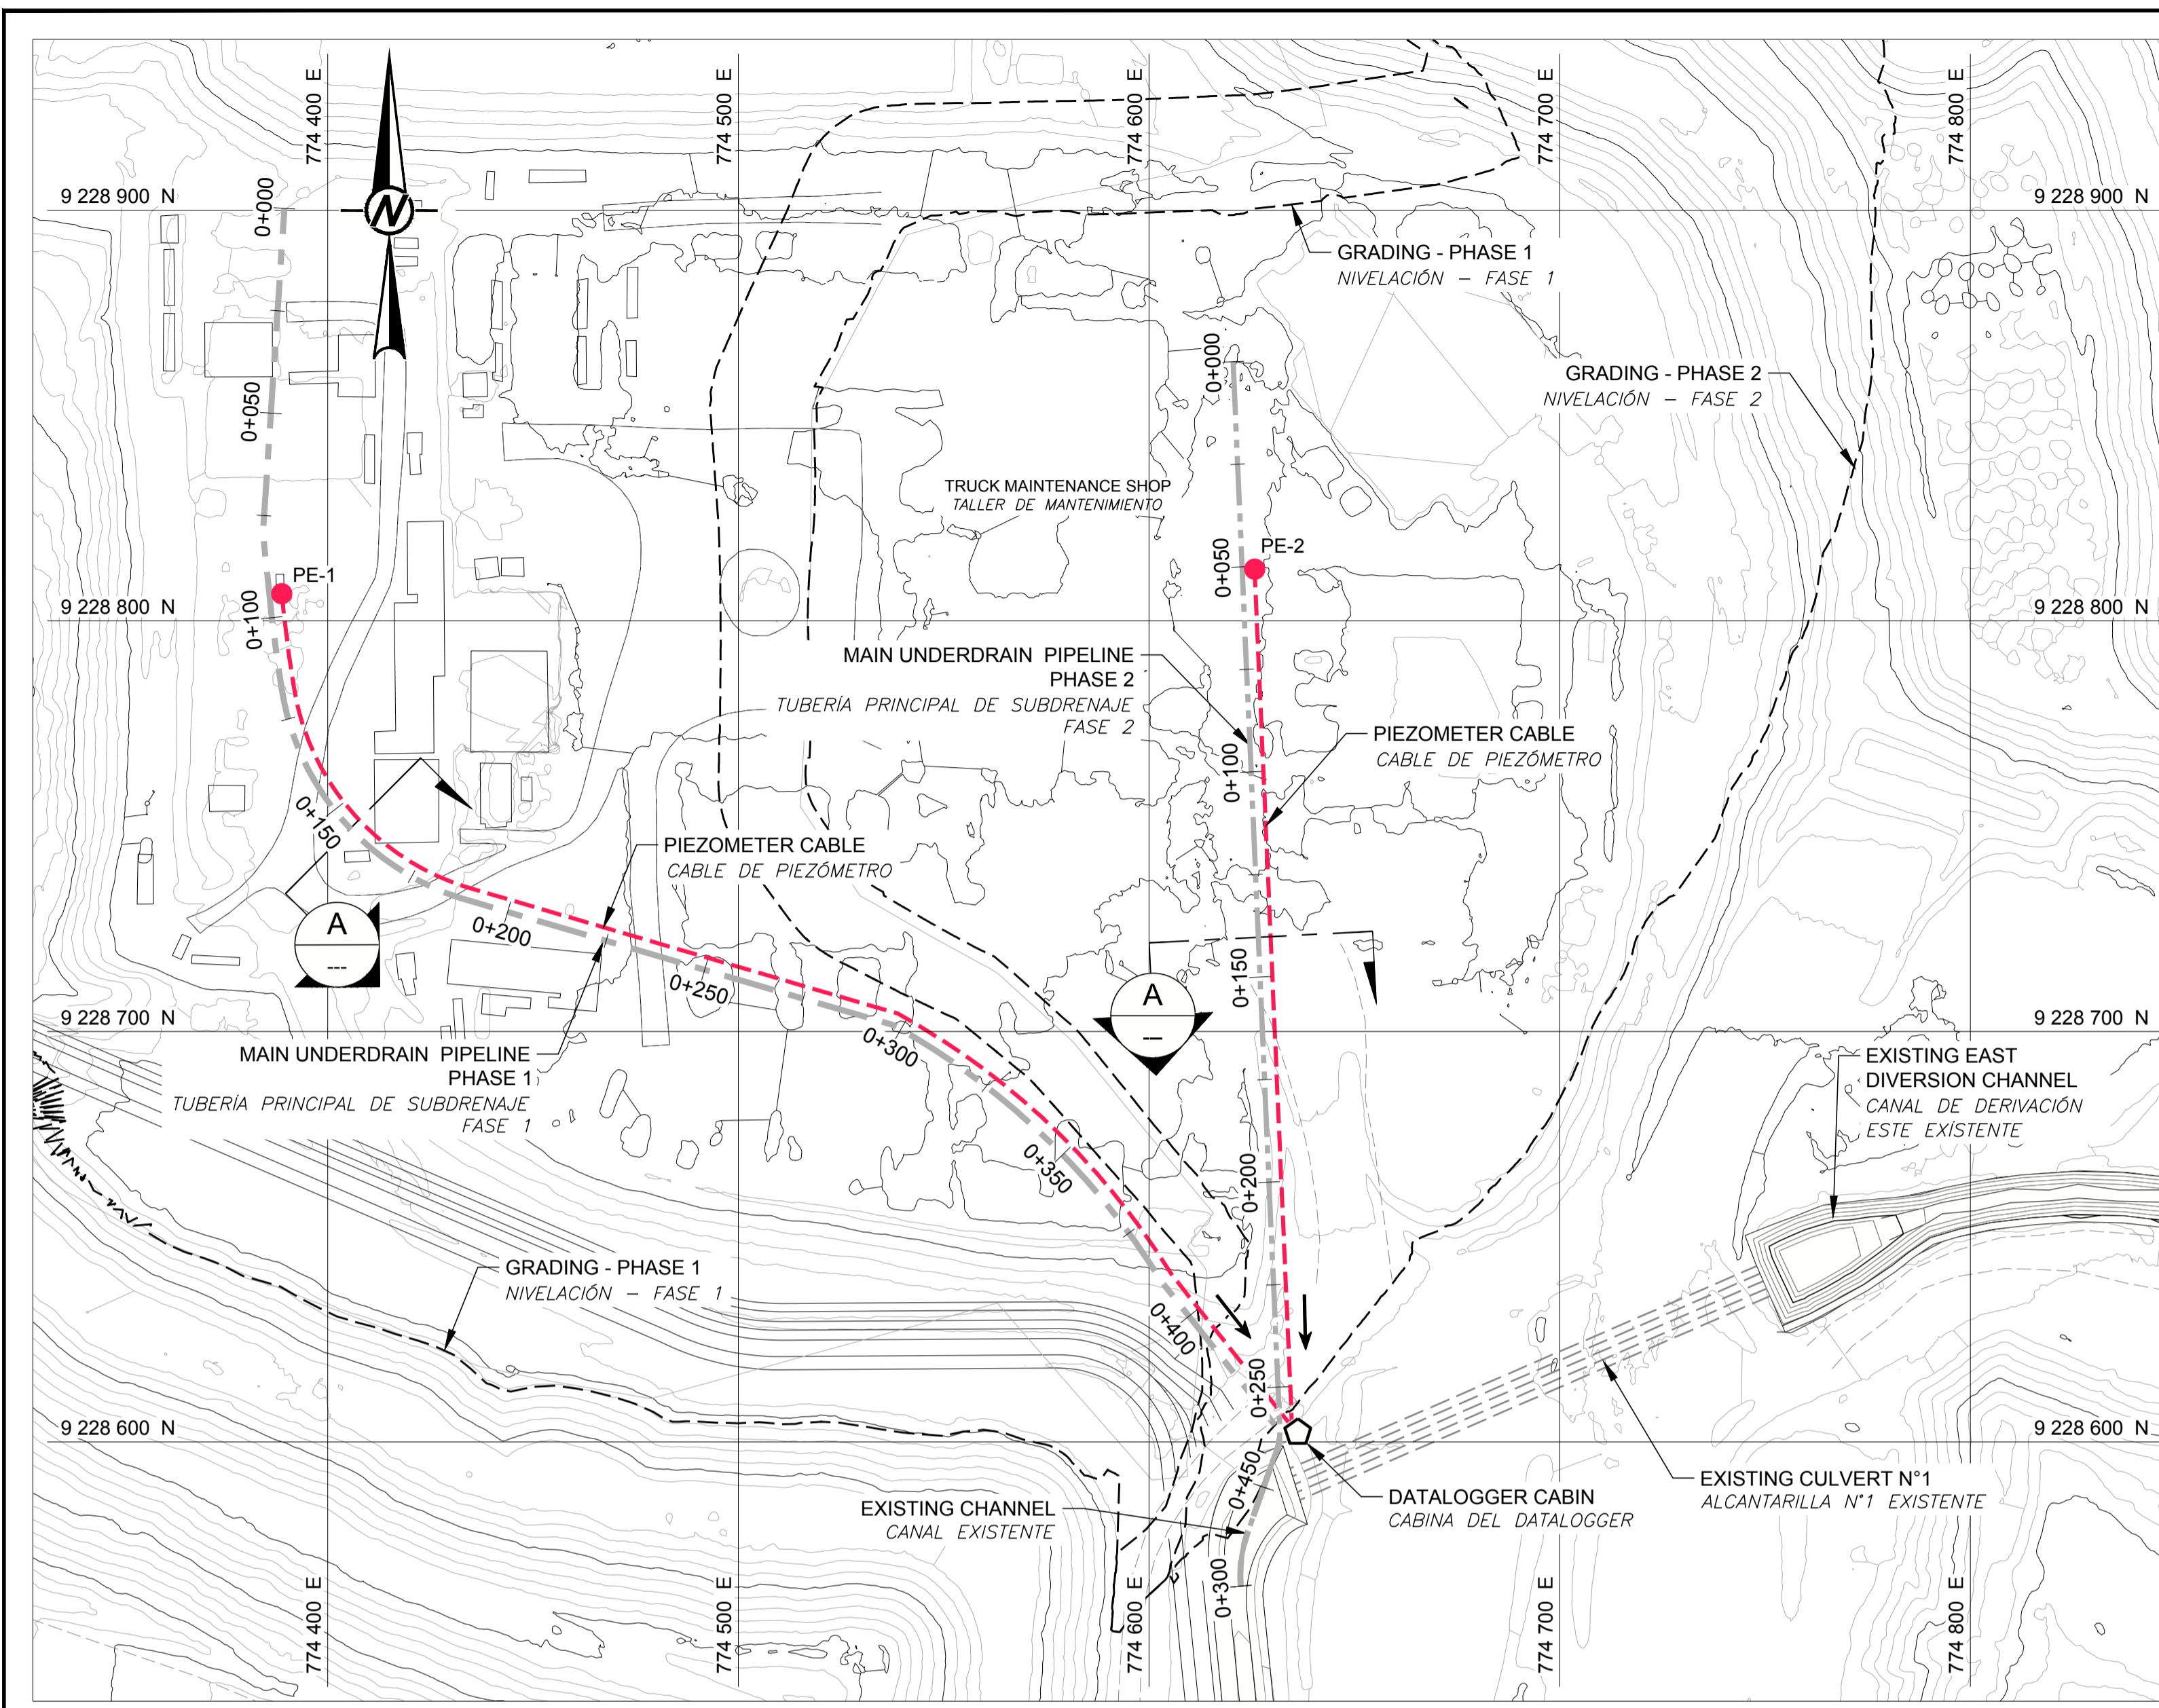 774 400 E
774 500 E
774 600 E
774 700 E
774 800 E
9 228 900 N
9 228 900 N
N
0+000
GRADING - PHASE 1
NIVELACIÓN – FASE 1
0+000
GRADING - PHASE 2
NIVELACIÓN – FASE 2
0+050
TRUCK MAINTENANCE SHOP
TALLER DE MANTENIMIENTO
PE-2
0+050
PE-1
9 228 800 N
9 228 800 N
0+100
MAIN UNDERDRAIN PIPELINE
PHASE 2
TUBERÍA PRINCIPAL DE SUBDRENAJE
FASE 2
PIEZOMETER CABLE
CABLE DE PIEZÓMETRO
0+100
0+150
PIEZOMETER CABLE
CABLE DE PIEZÓMETRO
A
---
0+200
0+250
0+150
A
---
9 228 700 N
9 228 700 N
0+300
MAIN UNDERDRAIN PIPELINE
PHASE 1
TUBERÍA PRINCIPAL DE SUBDRENAJE
FASE 1
EXISTING EAST
DIVERSION CHANNEL
CANAL DE DERIVACIÓN
ESTE EXISTENTE
0+350
0+200
GRADING - PHASE 1
NIVELACIÓN – FASE 1
0+400
0+250
9 228 600 N
9 228 600 N
0+450
EXISTING CHANNEL
CANAL EXISTENTE
DATALOGGER CABIN
CABINA DEL DATALOGGER
EXISTING CULVERT N°1
ALCANTARILLA N°1 EXISTENTE
0+300
774 400 E
774 500 E
774 600 E
774 700 E
774 800 E